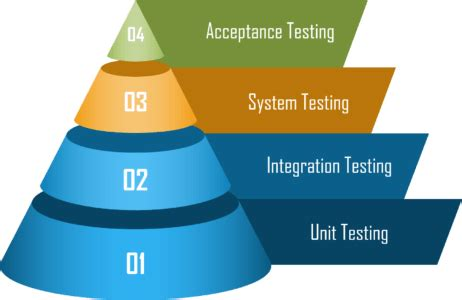 04 Acceptance Testing
03 System Testing
02 Integration Testing
01 Unit Testing